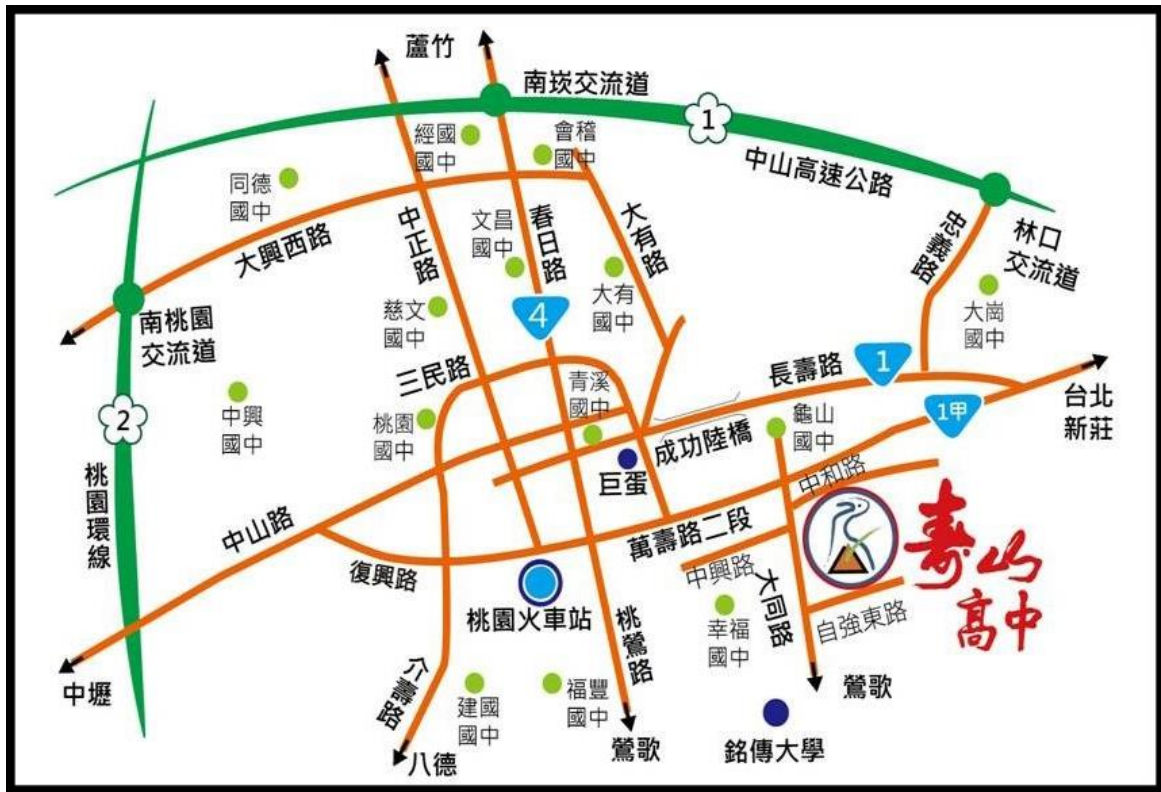 蘆竹
南崁交流道
1
中山高速公路
經國
國中
會稽
國中
同德
國中
大興西路
中正路
文昌
國中
春日路
大有路
忠義路
林口
交流道
大崗
國中
南桃園
交流道
慈文
國中
4
大有
國中
三民路
青溪
國中
長壽路
1
1甲
台北
新莊
2
中興
國中
桃園
國中
巨蛋
成功陸橋
龜山
國中
中和路
桃園環線
中山路
復興路
萬壽路二段
中興路
大同路
壽山
高中
自強東路
桃園火車站
桃鶯路
幸福
國中
中壢
介壽路
建國
國中
福豐
國中
鶯歌
八德
鶯歌
銘傳大學